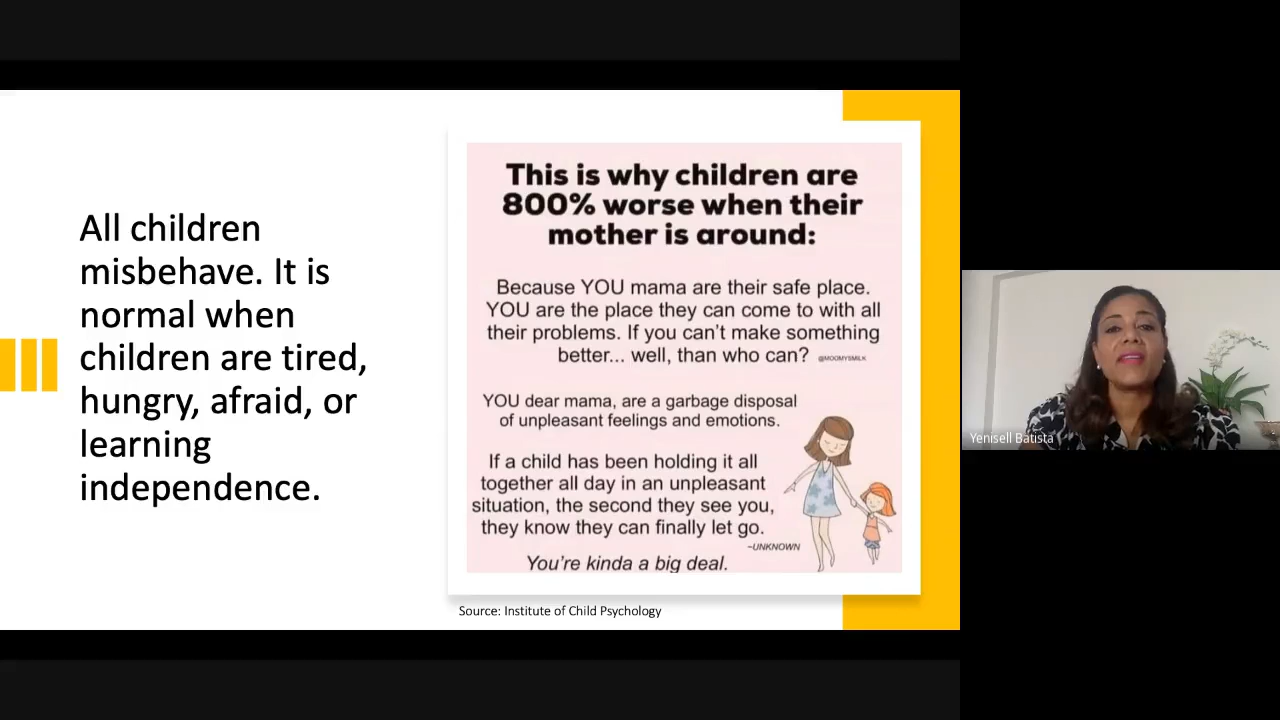 All children
misbehave. It is
normal when
children are tired,
hungry, afraid, or
learning
independence.
This is why children are
800% worse when their
mother is around:
Because YOU mama are their safe place.
YOU are the place they can come to with all
their problems. If you can't make something
better... well, than who can? @MOOMYSMILK
YOU dear mama, are a garbage disposal
of unpleasant feelings and emotions.
If a child has been holding it all
together all day in an unpleasant
situation, the second they see you,
they know they can finally let go.
~UNKNOWN
You're kinda a big deal.
Source: Institute of Child Psychology
Yenisell Batista